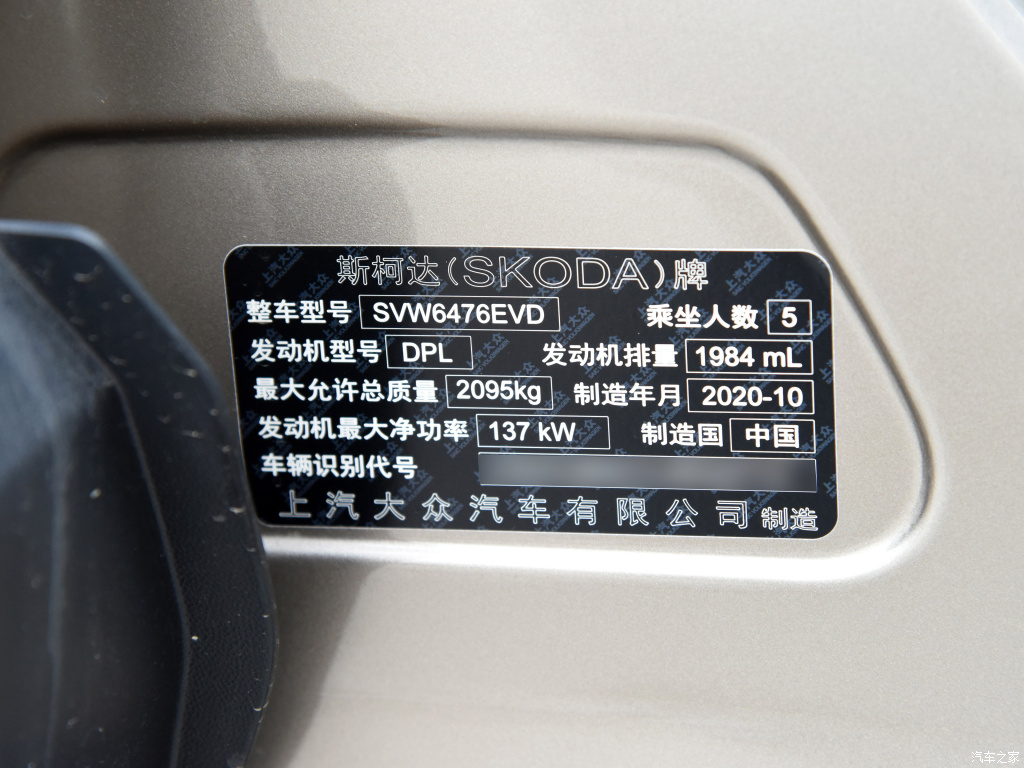 斯柯达(SKODA)牌
整车型号 SVW6476EVD 乘坐人数 5
发动机型号 DPL 发动机排量 1984 mL
最大允许总质量 2095kg 制造年月 2020-10
发动机最大净功率 137 kW 制造国 中国
车辆识别代号
上汽大众汽车有限公司 制造
汽车之家